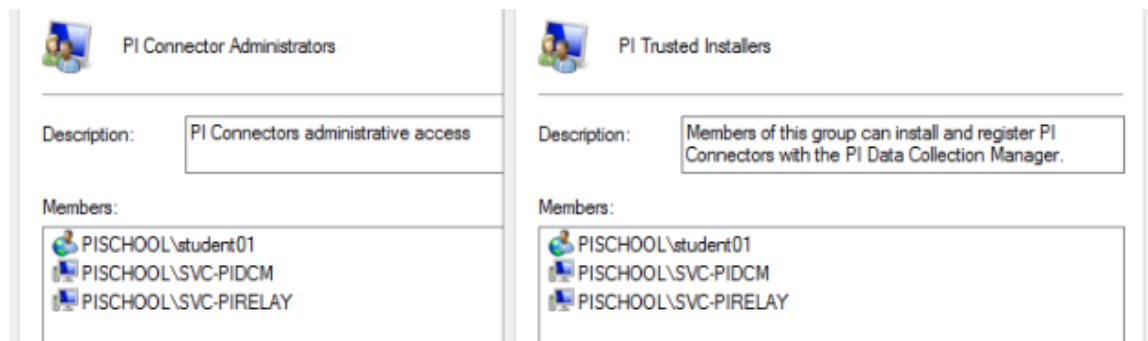 PI Connector Administrators
Description:
PI Connectors administrative access
Members:
PISCHOOL\student01
PISCHOOL\SVC-PIDCM
PISCHOOL\SVC-PIRELAY
PI Trusted Installers
Description:
Members of this group can install and register PI
Connectors with the PI Data Collection Manager.
Members:
PISCHOOL\student01
PISCHOOL\SVC-PIDCM
PISCHOOL\SVC-PIRELAY